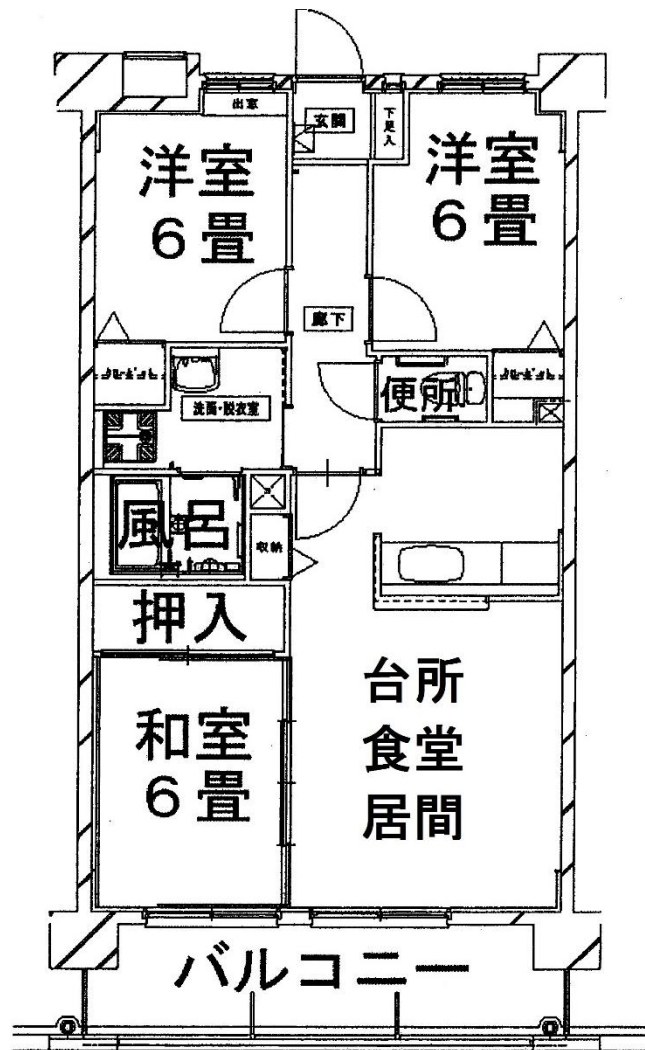 出窓
玄関
下足入
洋室
6畳
洋室
6畳
廊下
便所
洗面・脱衣室
風呂
収納
押入
和室
6畳
台所
食堂
居間
バルコニー